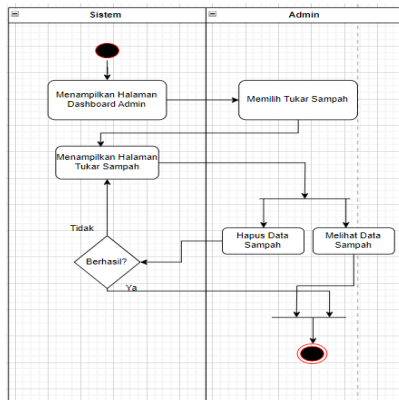 Sistem
Admin
Menampilkan Halaman
Dashboard Admin
Memilih Tukar Sampah
Menampilkan Halaman
Tukar Sampah
Tidak
Hapus Data
Sampah
Melihat Data
Sampah
Berhasil?
Ya